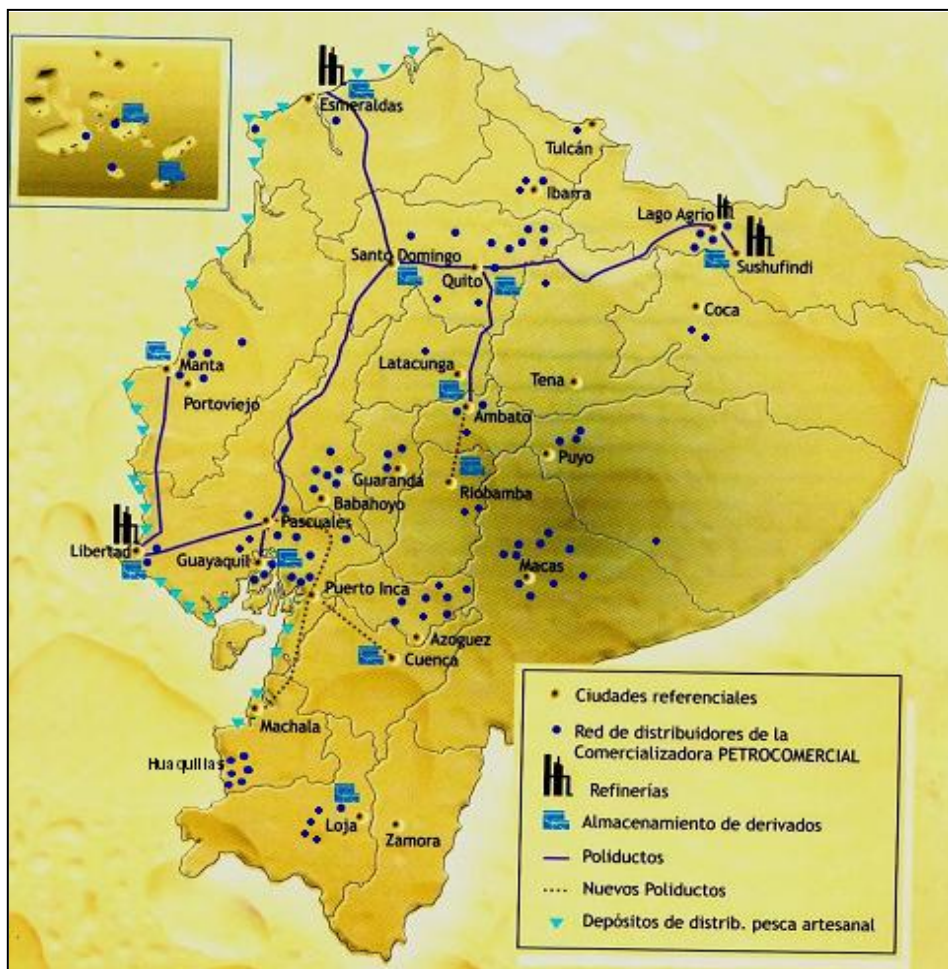 Esmeraldas
Tulcán
Ibarra
Lago Agrio
Santo Domingo
Quito
Sushufindi
Coca
Latacunga
Tena
Manta
Portoviejo
Ambato
Puyo
Guaranda
Riobamba
Babahoyo
Pascuales
Libertad
Guayaquil
Macas
Puerto Inca
Azoguez
Cuenca
Machala
Huaquillas
Loja
Zamora
Ciudades referenciales
Red de distribuidores de la
Comercializadora PETROCOMERCIAL
Refinerías
Almacenamiento de derivados
Poliductos
Nuevos Poliductos
Depósitos de distrib. pesca artesanal